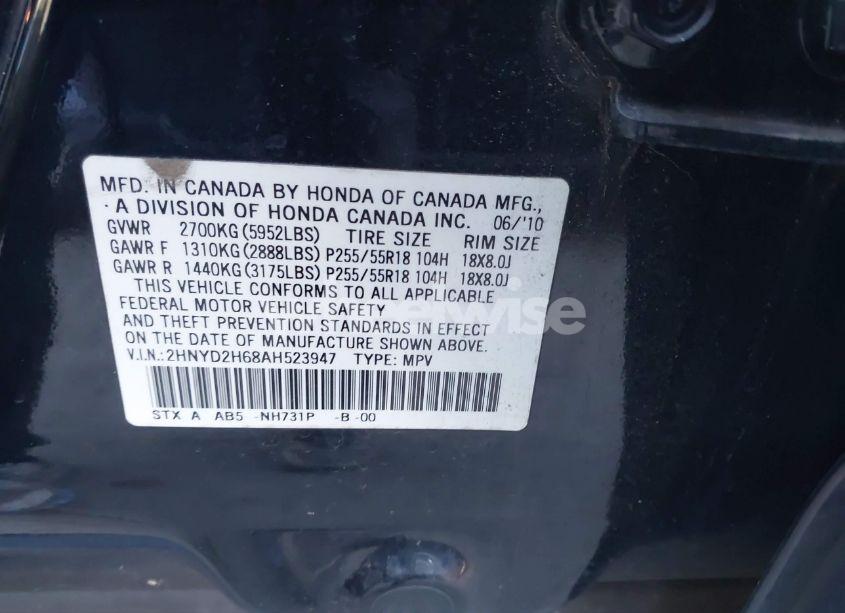 MFD. IN CANADA BY HONDA OF CANADA MFG.,
A DIVISION OF HONDA CANADA INC. 06/'10
GVWR 2700KG(5952LBS) TIRE SIZE RIM SIZE
GAWR F 1310KG(2888LBS) P255/55R18 104H 18X8.0J
GAWR R 1440KG(3175LBS) P255/55R18 104H 18X8.0J
THIS VEHICLE CONFORMS TO ALL APPLICABLE
FEDERAL MOTOR VEHICLE SAFETY
AND THEFT PREVENTION STANDARDS IN EFFECT
ON THE DATE OF MANUFACTURE SHOWN ABOVE.
V.I.N.:2HNYD2H68AH523947 TYPE: MPV
STX A AB5 -NH731P -B-00